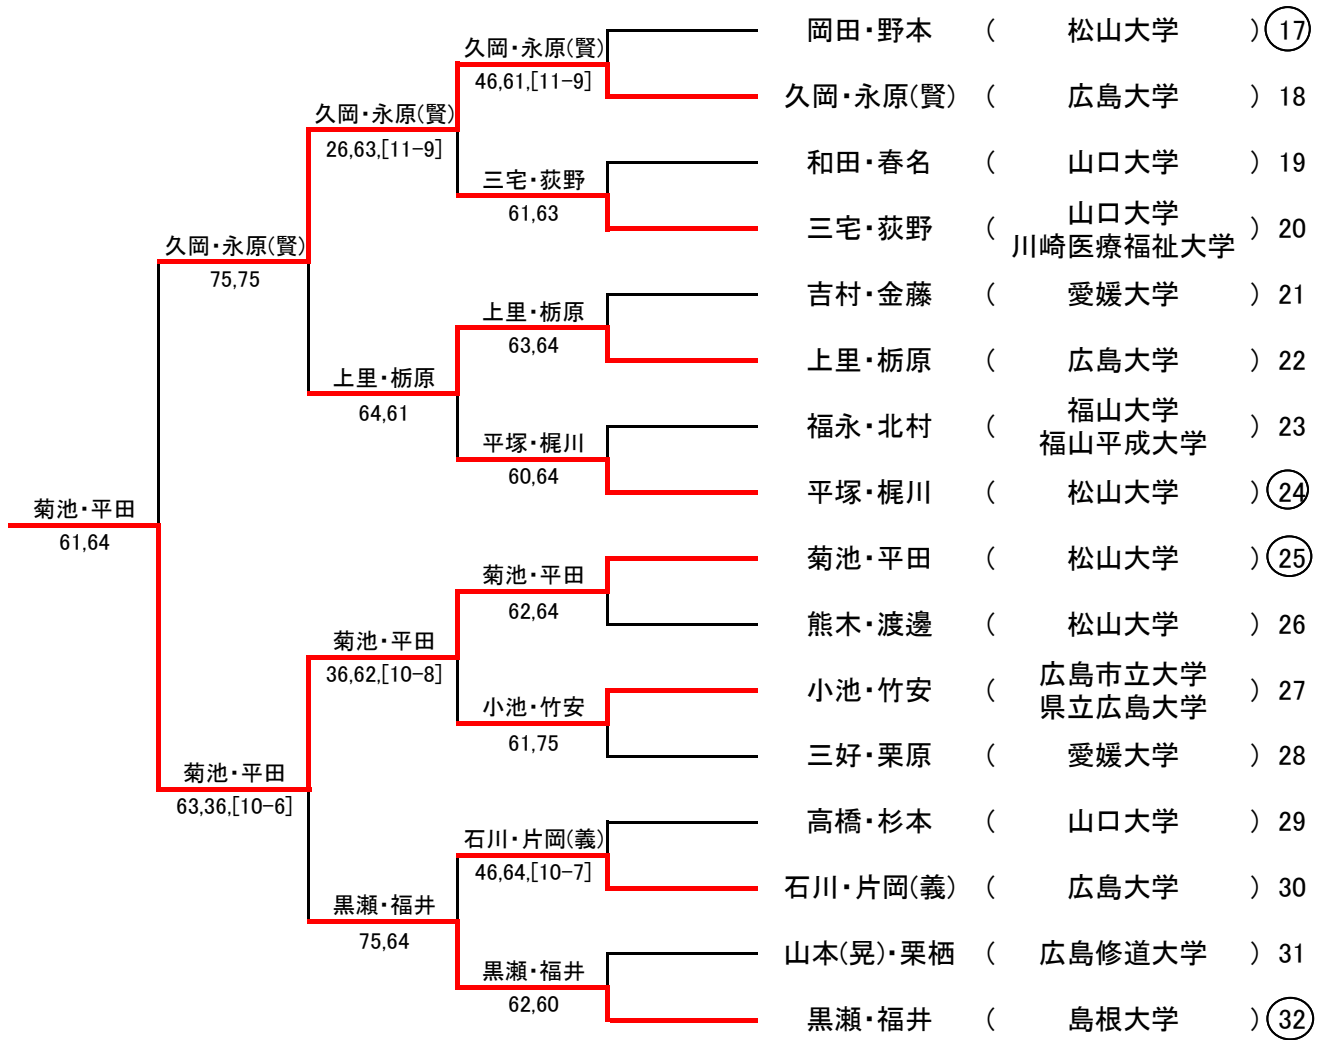 岡田・野本 ( 松山大学 ) 17
久岡・永原(賢)
46,61,[11-9]
久岡・永原(賢) ( 広島大学 ) 18
久岡・永原(賢)
26,63,[11-9]
和田・春名 ( 山口大学 ) 19
三宅・荻野
61,63
三宅・荻野 ( 山口大学
川崎医療福祉大学 ) 20
久岡・永原(賢)
75,75
吉村・金藤 ( 愛媛大学 ) 21
上里・栃原
63,64
上里・栃原 ( 広島大学 ) 22
上里・栃原
64,61
福永・北村 ( 福山大学
福山平成大学 ) 23
平塚・梶川
60,64
平塚・梶川 ( 松山大学 ) 24
菊池・平田
61,64
菊池・平田 ( 松山大学 ) 25
菊池・平田
62,64
熊木・渡邊 ( 松山大学 ) 26
菊池・平田
36,62,[10-8]
小池・竹安 ( 広島市立大学
県立広島大学 ) 27
小池・竹安
61,75
三好・栗原 ( 愛媛大学 ) 28
菊池・平田
63,36,[10-6]
高橋・杉本 ( 山口大学 ) 29
石川・片岡(義)
46,64,[10-7]
石川・片岡(義) ( 広島大学 ) 30
黒瀬・福井
75,64
山本(晃)・栗栖 ( 広島修道大学 ) 31
黒瀬・福井
62,60
黒瀬・福井 ( 島根大学 ) 32